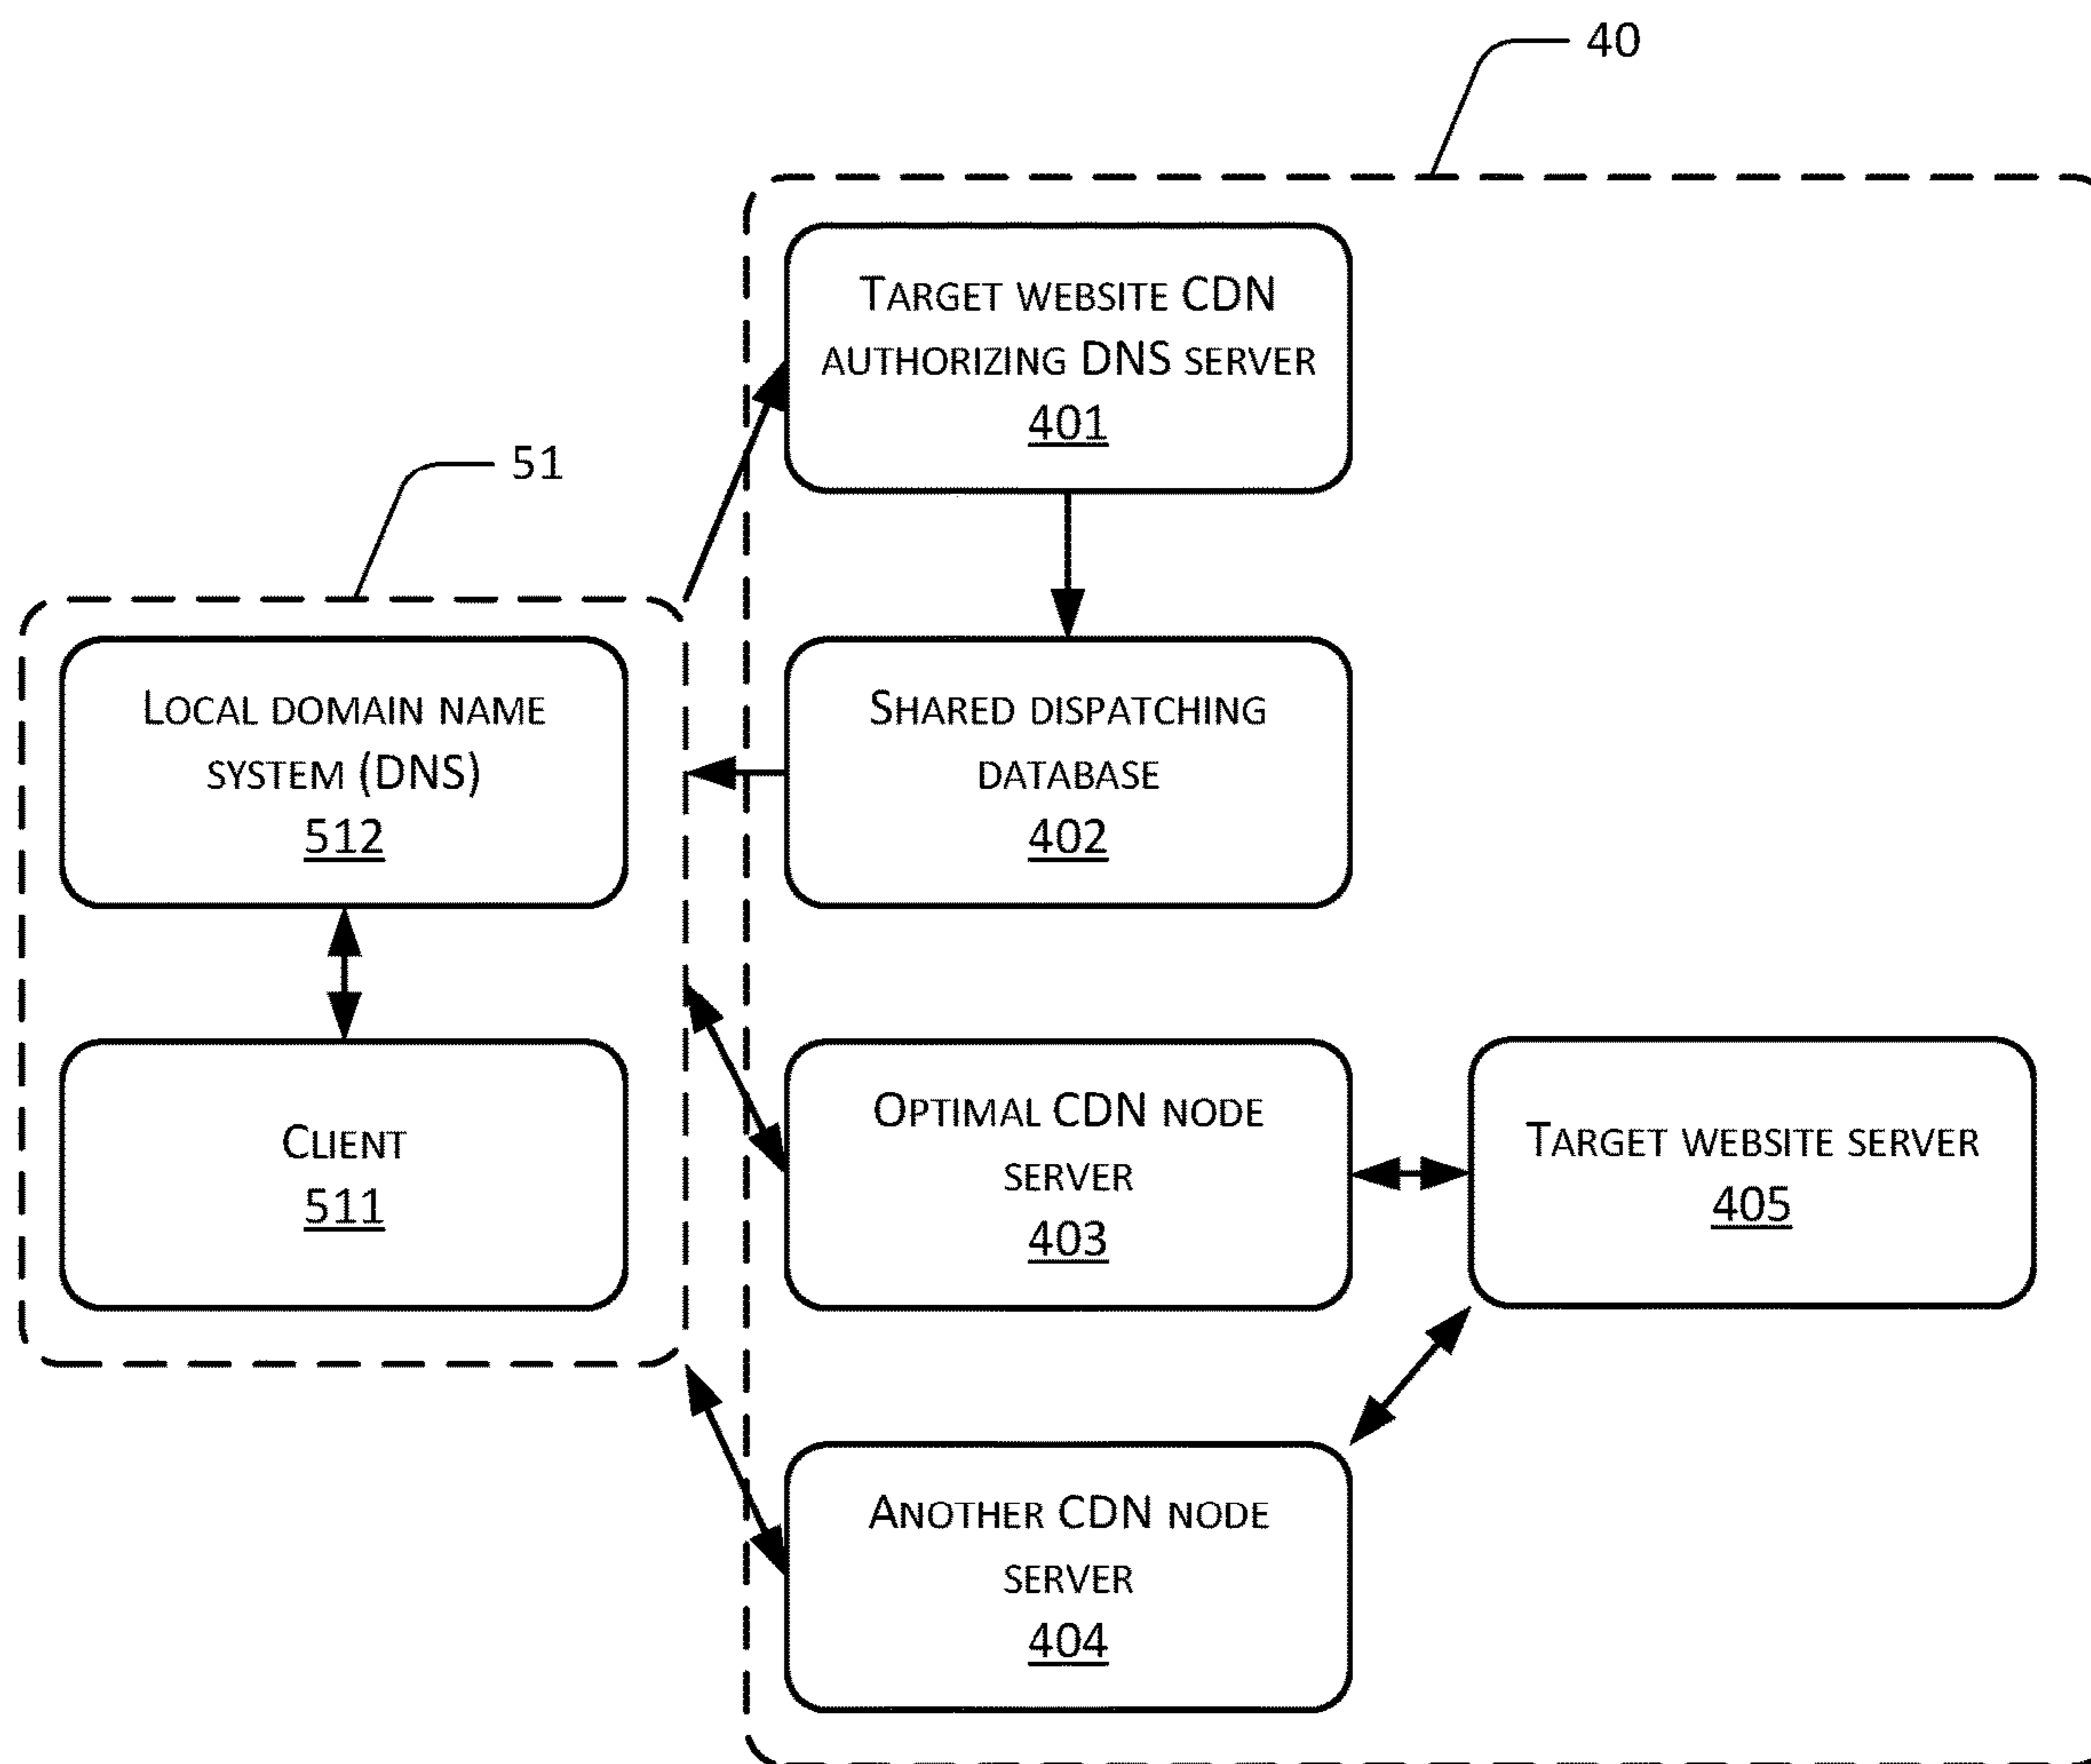 40
TARGET WEBSITE CDN
AUTHORIZING DNS SERVER
401
51
LOCAL DOMAIN NAME
SYSTEM (DNS)
512
SHARED DISPATCHING
DATABASE
402
CLIENT
511
OPTIMAL CDN NODE
SERVER
403
TARGET WEBSITE SERVER
405
ANOTHER CDN NODE
SERVER
404